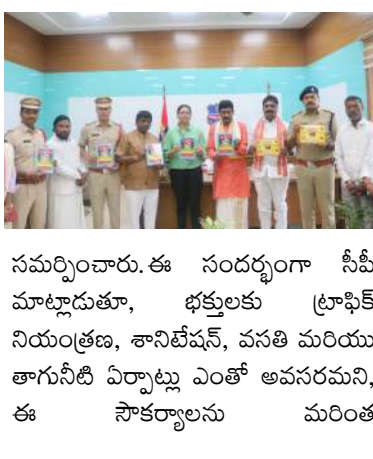 సమర్పించారు. ఈ సందర్భంగా సీపీ
మాట్లాడుతూ, భక్తులకు ట్రాఫిక్
నియంత్రణ, శానిటేషన్, వసతి మరియు
తాగునీటి ఏర్పాట్లు ఎంతో అవసరమని,
ఈ సౌకర్యాలను మరింత